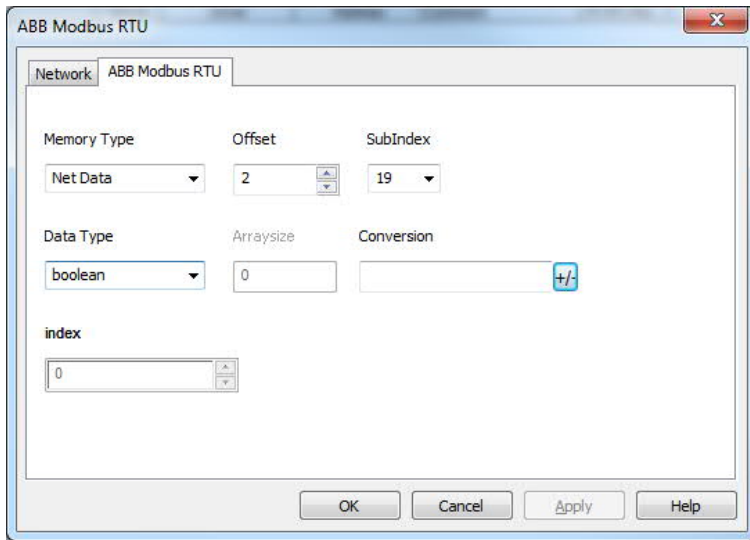 ABB Modbus RTU
Network ABB Modbus RTU
Memory Type Offset SubIndex
Net Data 2 19
Data Type Arraysize Conversion
boolean 0 +/-
index
0
OK Cancel Apply Help